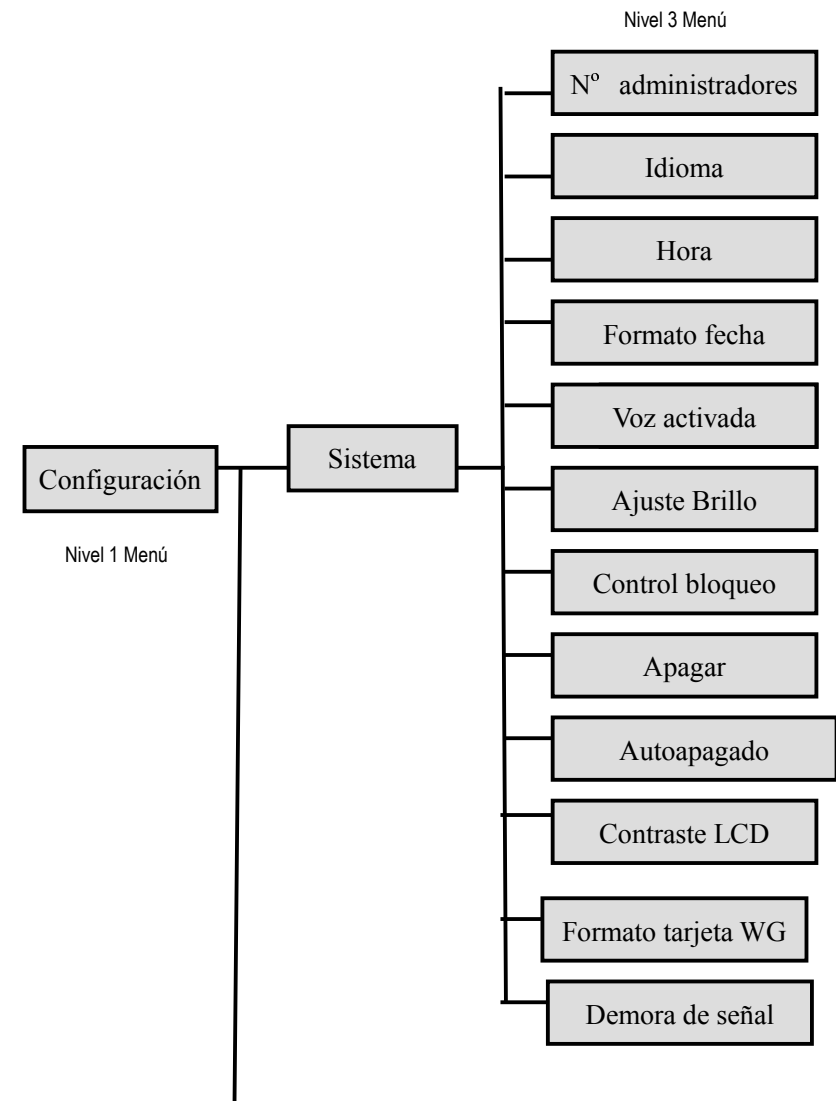 Nivel 3 Menú
Nº administradores
Idioma
Hora
Formato fecha
Voz activada
Sistema
Configuración
Ajuste Brillo
Nivel 1 Menú
Control bloqueo
Apagar
Autoapagado
Contraste LCD
Formato tarjeta WG
Demora de señal